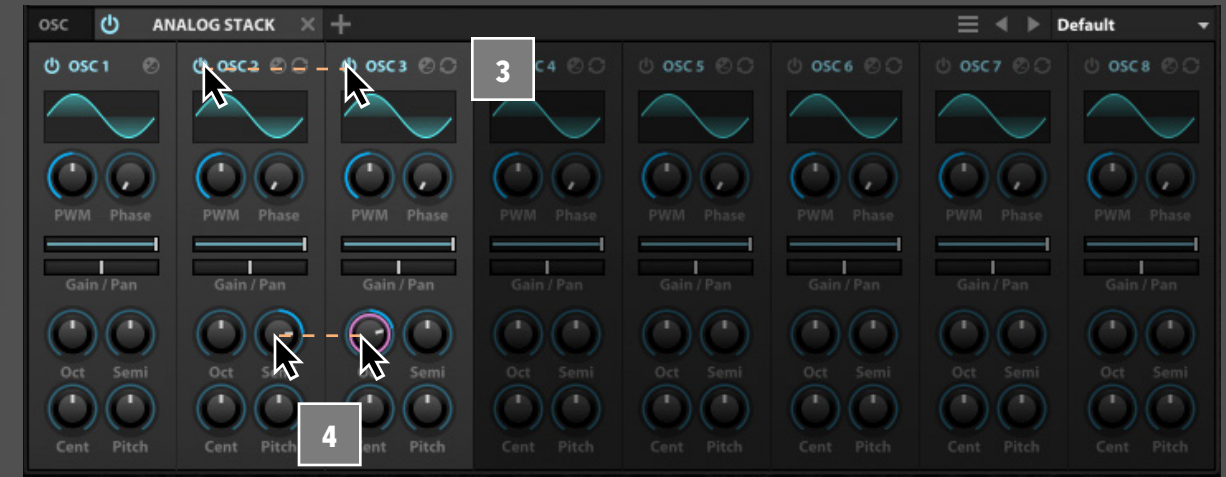 OSC ANALOG STACK Default
OSC 1 OSC 2 OSC 3 3 C 4 OSC 5 OSC 6 OSC 7 OSC 8
PWM Phase PWM Phase PWM Phase PWM Phase PWM Phase PWM Phase PWM Phase PWM Phase
Gain / Pan Gain / Pan Gain / Pan Gain / Pan Gain / Pan Gain / Pan Gain / Pan Gain / Pan
Oct Semi Oct Semi Oct Semi Oct Semi Oct Semi Oct Semi Oct Semi
4
Cent Pitch Cent Pitch ent Pitch Cent Pitch Cent Pitch Cent Pitch Cent Pitch Cent Pitch